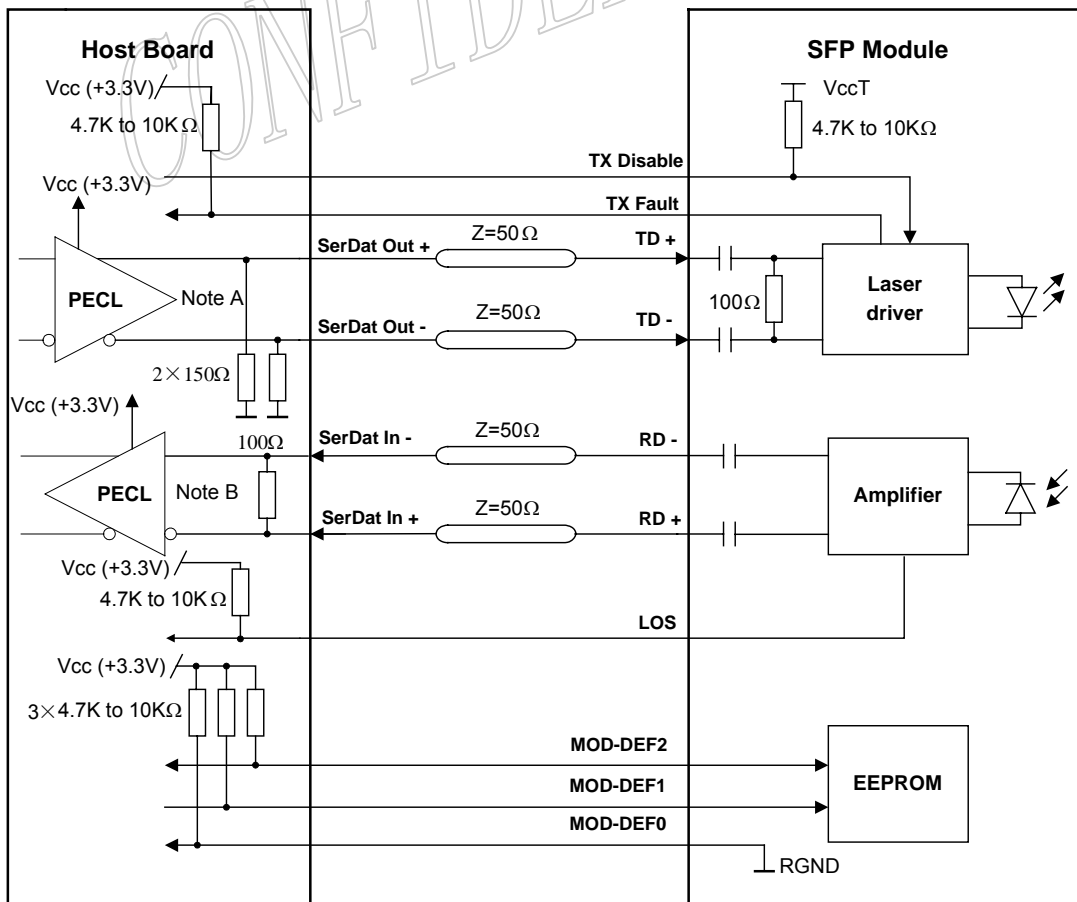 CONFIDE
Host Board
SFP Module
Vcc (+3.3V)
4.7K to 10KΩ
VccT
4.7K to 10KΩ
TX Disable
Vcc (+3.3V)
TX Fault
SerDat Out +
Z=50Ω
TD +
PECL
Note A
100Ω
Laser
driver
SerDat Out -
Z=50Ω
TD -
2×150Ω
Vcc (+3.3V)
100Ω
SerDat In -
Z=50Ω
RD -
PECL
Note B
Amplifier
SerDat In +
Z=50Ω
RD +
Vcc (+3.3V)
4.7K to 10KΩ
LOS
Vcc (+3.3V)
3×4.7K to 10KΩ
MOD-DEF2
EEPROM
MOD-DEF1
MOD-DEF0
RGND